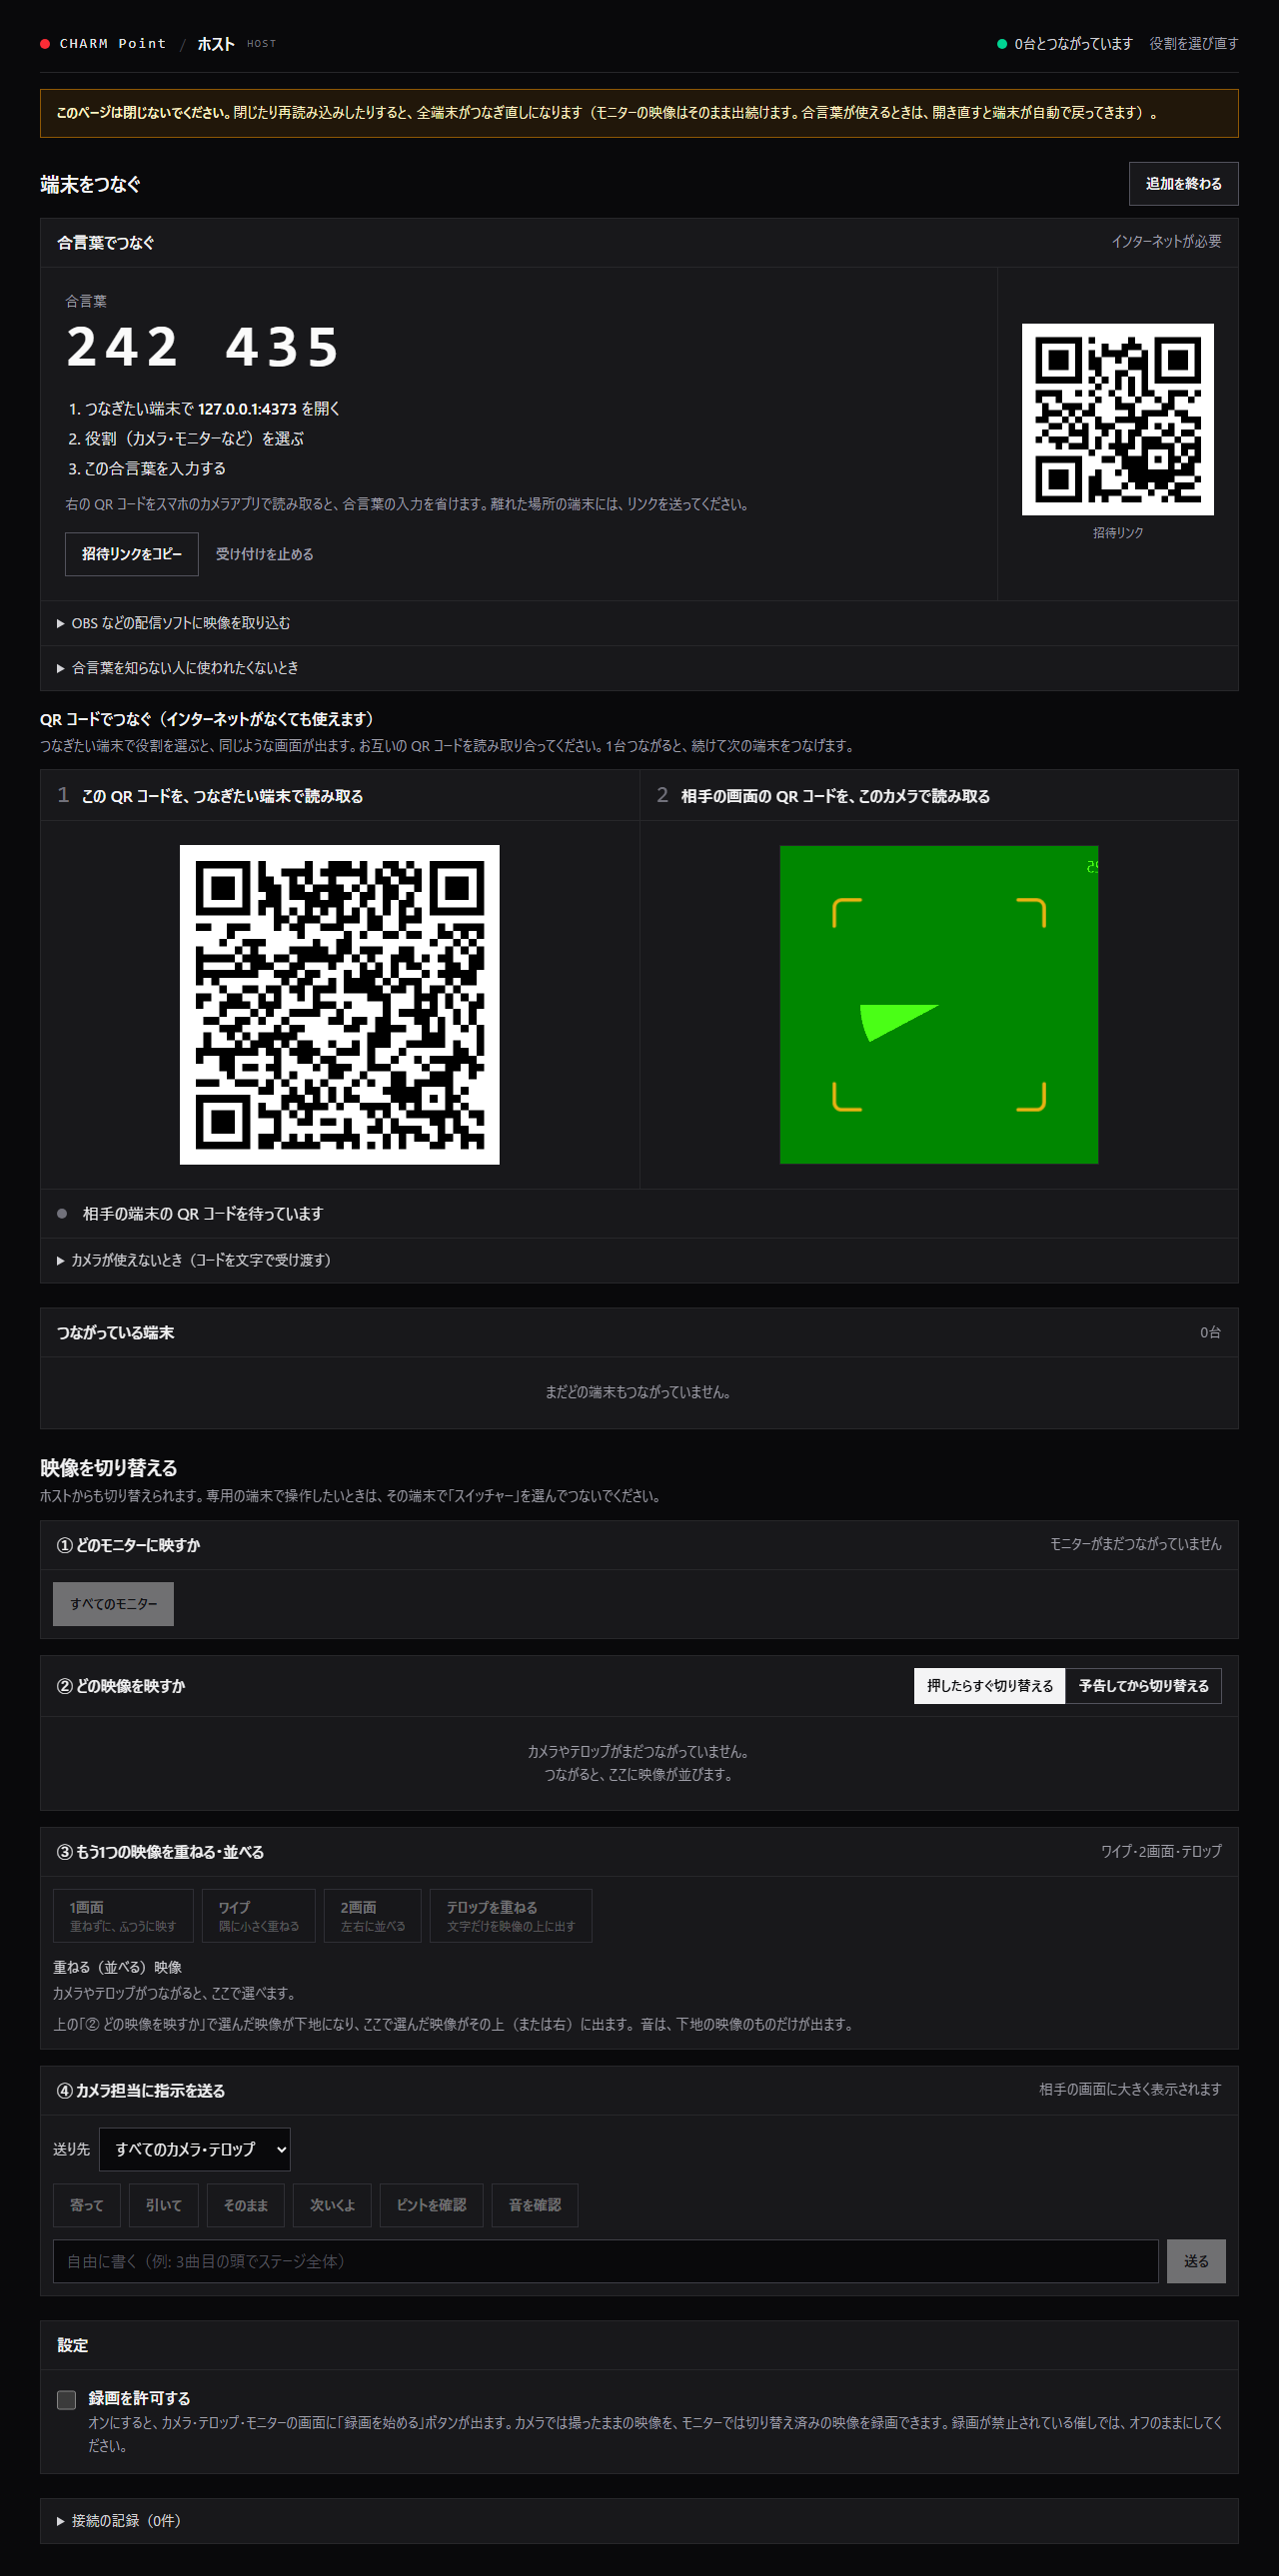 CHARM Point / ホスト HOST
0台とつながっています 役割を選び直す
このページは閉じないでください。閉じたり再読み込みしたりすると、全端末がつなぎ直しになります（モニターの映像はそのまま出続けます。合言葉が使えるときは、開き直すと端末が自動で戻ってきます）。
端末をつなぐ
追加を終わる
合言葉でつなぐ
インターネットが必要
合言葉
242 435
1. つなぎたい端末で 127.0.0.1:4373 を開く
2. 役割（カメラ・モニターなど）を選ぶ
3. この合言葉を入力する
右の QR コードをスマホのカメラアプリで読み取ると、合言葉の入力を省けます。離れた場所の端末には、リンクを送ってください。
招待リンクをコピー 受け付けを止める
招待リンク
▶ OBS などの配信ソフトに映像を取り込む
▶ 合言葉を知らない人に使われたくないとき
QR コードでつなぐ（インターネットがなくても使えます）
つなぎたい端末で役割を選ぶと、同じような画面が出ます。お互いの QR コードを読み取り合ってください。1台つながると、続けて次の端末をつなげます。
1 この QR コードを、つなぎたい端末で読み取る
2 相手の画面の QR コードを、このカメラで読み取る
相手の端末の QR コードを待っています
▶ カメラが使えないとき（コードを文字で受け渡す）
つながっている端末
0台
まだどの端末もつながっていません。
映像を切り替える
ホストからも切り替えられます。専用の端末で操作したいときは、その端末で「スイッチャー」を選んでつないでください。
① どのモニターに映すか
モニターがまだつながっていません
すべてのモニター
② どの映像を映すか
押したらすぐ切り替える 予告してから切り替える
カメラやテロップがまだつながっていません。
つながると、ここに映像が並びます。
③ もう1つの映像を重ねる・並べる
ワイプ・2画面・テロップ
1画面 ワイプ 2画面 テロップを重ねる
重ねずに、ふつうに映す 隅に小さく重ねる 左右に並べる 文字だけを映像の上に出す
重ねる（並べる）映像
カメラやテロップがつながると、ここで選べます。
上の「② どの映像を映すか」で選んだ映像が下地になり、ここで選んだ映像がその上（または右）に出ます。音は、下地の映像のものだけが出ます。
④ カメラ担当に指示を送る
相手の画面に大きく表示されます
送り先 すべてのカメラ・テロップ
寄って 引いて そのまま 次いくよ ピントを確認 音を確認
自由に書く（例: 3曲目の頭でステージ全体）
送る
設定
録画を許可する
オンにすると、カメラ・テロップ・モニターの画面に「録画を始める」ボタンが出ます。カメラでは撮ったままの映像を、モニターでは切り替え済みの映像を録画できます。録画が禁止されている催しでは、オフのままにしてく
ださい。
▶ 接続の記録（0件）